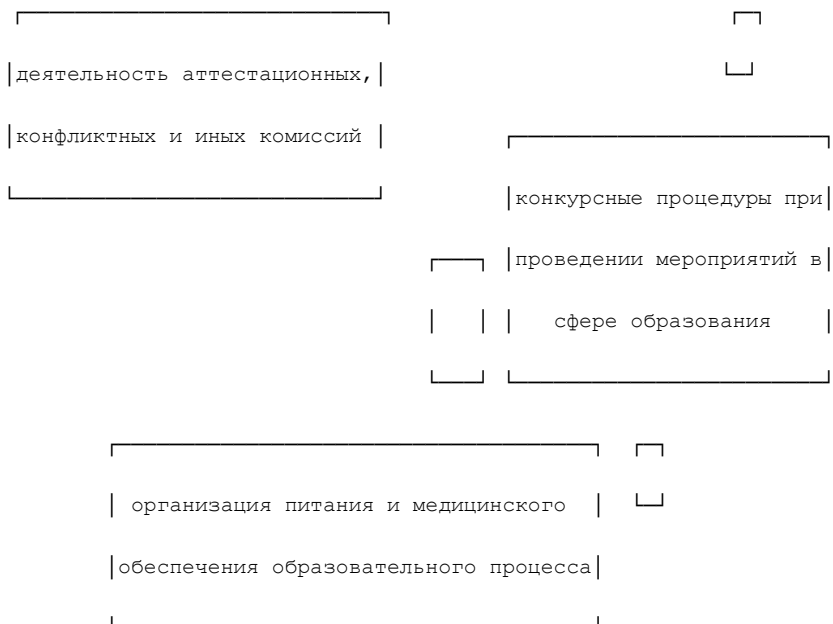 деятельность аттестационных,
конфликтных и иных комиссий
конкурсные процедуры при
проведении мероприятий в
сфере образования
организация питания и медицинского
обеспечения образовательного процесса